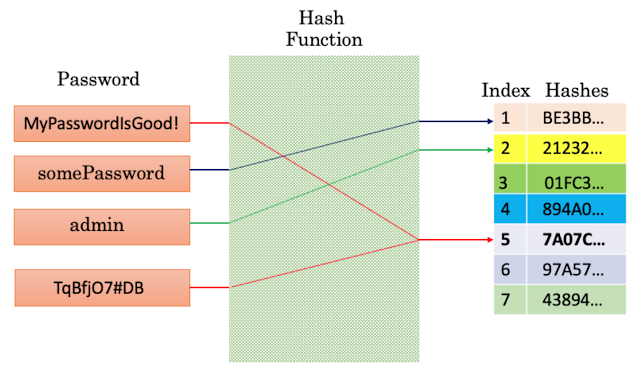 Hash
Function
Password
Index Hashes
MyPasswordIsGood!
somePassword
admin
TqBfjO7#DB
1 BE3BB...
2 21232...
3 01FC3...
4 894A0...
5 7A07C...
6 97A57...
7 43894...